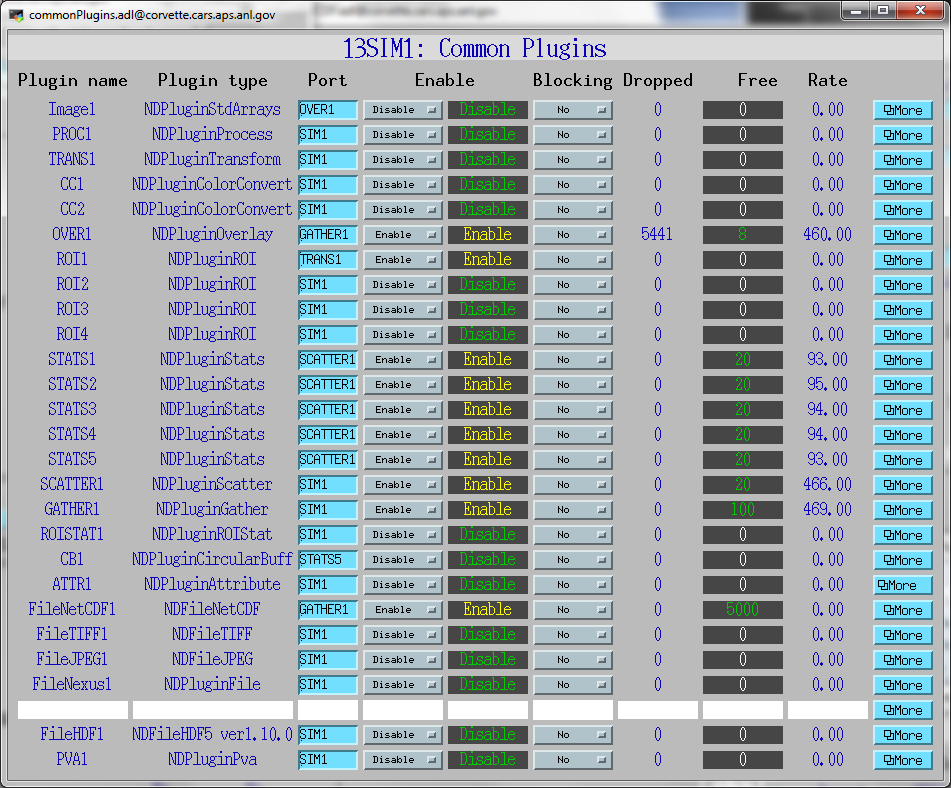 commonPlugins.adl@corvette.cars.aps.anl.gov
13SIM1: Common Plugins
Plugin name Plugin type Port Enable Blocking Dropped Free Rate
Image1 NDPluginStdArrays OVER1 Disable Disable No 0 0 0.00 More
PROC1 NDPluginProcess SIM1 Disable Disable No 0 0 0.00 More
TRANS1 NDPluginTransform SIM1 Disable Disable No 0 0 0.00 More
CC1 NDPluginColorConvert SIM1 Disable Disable No 0 0 0.00 More
CC2 NDPluginColorConvert SIM1 Disable Disable No 0 0 0.00 More
OVER1 NDPluginOverlay GATHER1 Enable Enable No 5441 8 460.00 More
ROI1 NDPluginROI TRANS1 Enable Enable No 0 0 0.00 More
ROI2 NDPluginROI SIM1 Disable Disable No 0 0 0.00 More
ROI3 NDPluginROI SIM1 Disable Disable No 0 0 0.00 More
ROI4 NDPluginROI SIM1 Disable Disable No 0 0 0.00 More
STATS1 NDPluginStats SCATTER1 Enable Enable No 0 20 93.00 More
STATS2 NDPluginStats SCATTER1 Enable Enable No 0 20 95.00 More
STATS3 NDPluginStats SCATTER1 Enable Enable No 0 20 94.00 More
STATS4 NDPluginStats SCATTER1 Enable Enable No 0 20 94.00 More
STATS5 NDPluginStats SCATTER1 Enable Enable No 0 20 93.00 More
SCATTER1 NDPluginScatter SIM1 Enable Enable No 0 20 466.00 More
GATHER1 NDPluginGather SIM1 Enable Enable No 0 100 469.00 More
ROISTAT1 NDPluginROIStat SIM1 Disable Disable No 0 0 0.00 More
CB1 NDPluginCircularBuff STATS5 Disable Disable No 0 0 0.00 More
ATTR1 NDPluginAttribute SIM1 Disable Disable No 0 0 0.00 More
FileNetCDF1 NDFileNetCDF GATHER1 Enable Enable No 0 5000 0.00 More
FileTIFF1 NDFileTIFF SIM1 Disable Disable No 0 0 0.00 More
FileJPEG1 NDFileJPEG SIM1 Disable Disable No 0 0 0.00 More
FileNexus1 NDPluginFile SIM1 Disable Disable No 0 0 0.00 More
More
FileHDF1 NDFileHDF5 ver1.10.0 SIM1 Disable Disable No 0 0 0.00 More
PVA1 NDPluginPva SIM1 Disable Disable No 0 0 0.00 More